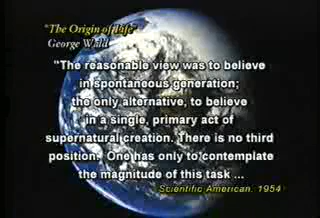 "The Origin of Life"
George Wald
"The reasonable view was to believe
in spontaneous generation;
the only alternative, to believe
in a single, primary act of
supernatural creation. There is no third
position. One has only to contemplate
the magnitude of this task ...
Scientific American. 1954